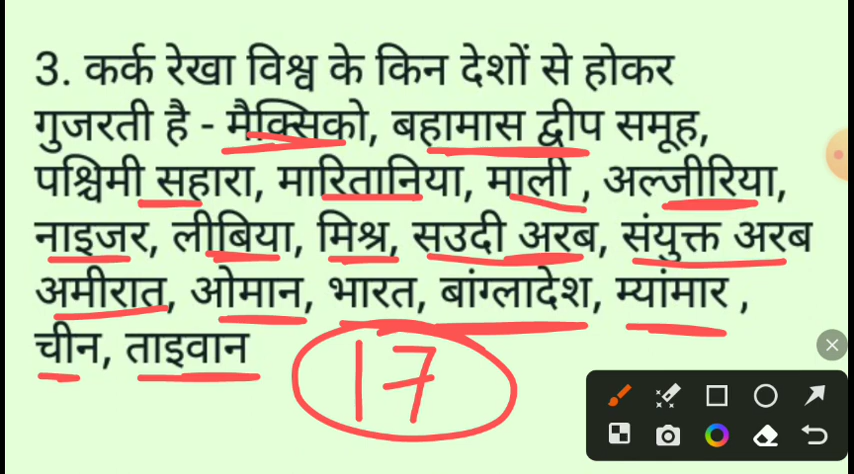 3. कर्क रेखा विश्व के किन देशों से होकर
गुजरती है - मैक्सिको, बहामास द्वीप समूह,
पश्चिमी सहारा, मारितानिया, माली , अल्जीरिया,
नाइजर, लीबिया, मिश्र, सउदी अरब, संयुक्त अरब
अमीरात, ओमान, भारत, बांग्लादेश, म्यांमार ,
चीन, ताइवान
17